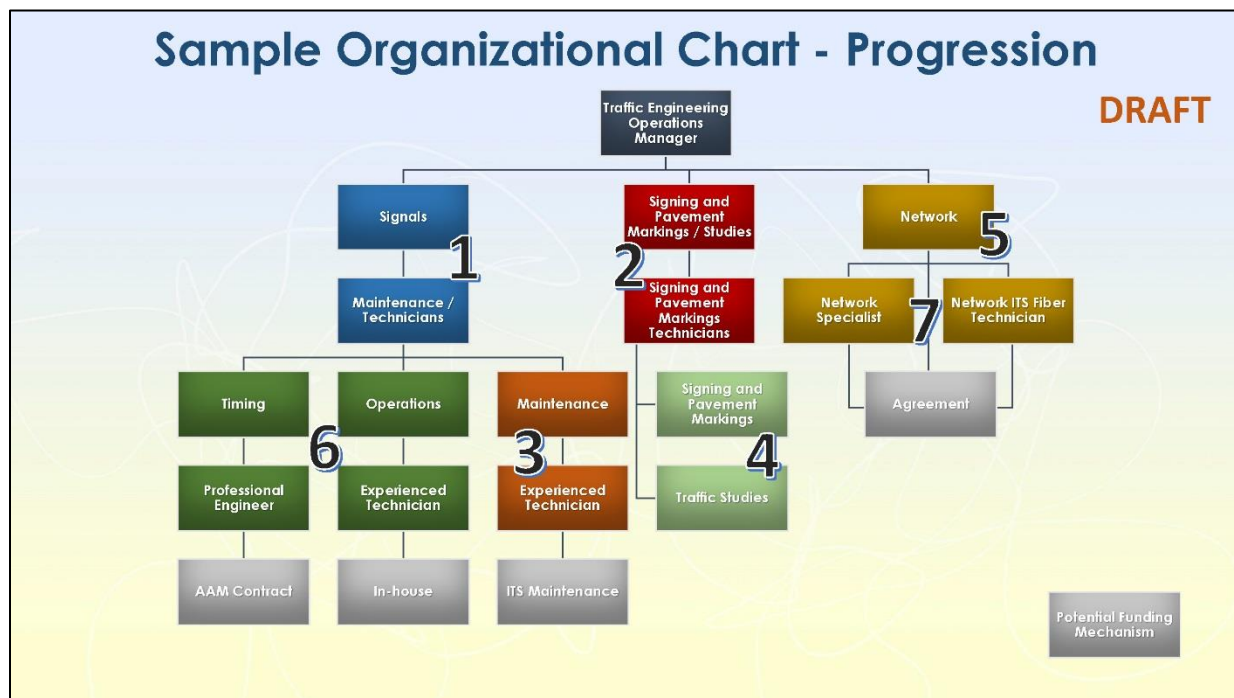 Sample Organizational Chart - Progression
DRAFT
Traffic Engineering
Operations
Manager
Signals
Signing and
Pavement
Markings / Studies
Network
1
2
5
Maintenance /
Technicians
Signing and
Pavement
Markings
Technicians
Network
Specialist
7
Network ITS Fiber
Technician
Timing
Operations
Maintenance
Signing and
Pavement
Markings
Agreement
6
3
4
Professional
Engineer
Experienced
Technician
Experienced
Technician
Traffic Studies
AAM Contract
In-house
ITS Maintenance
Potential Funding
Mechanism